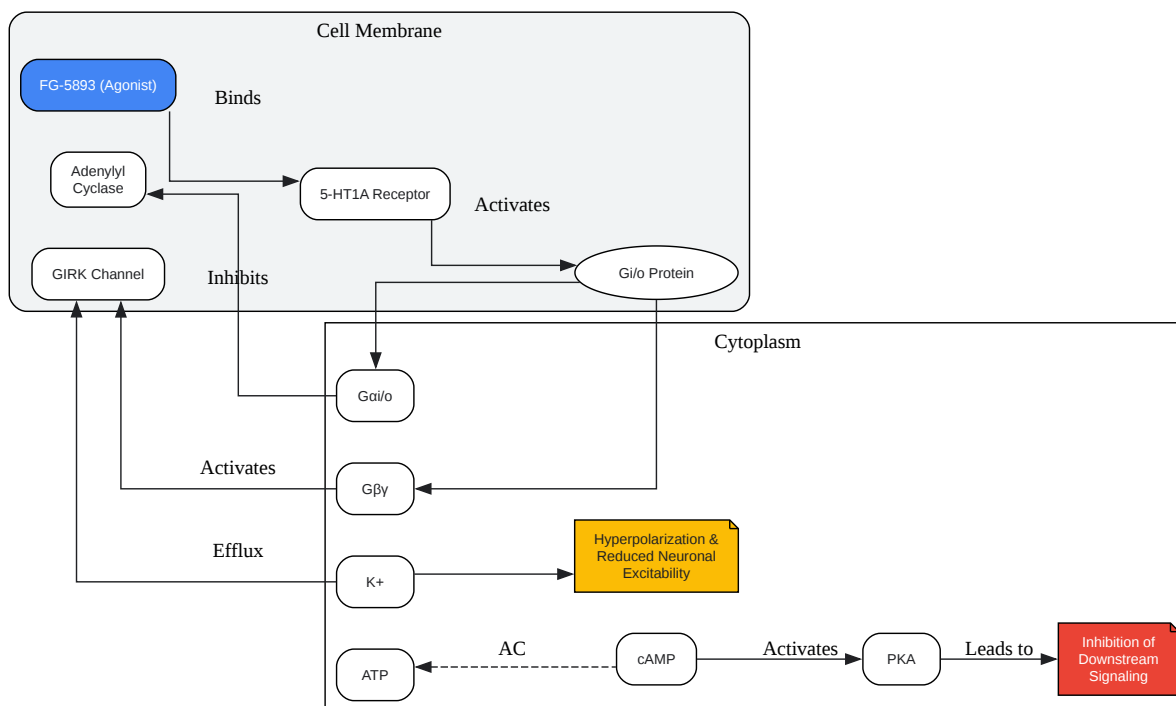 Cell Membrane
FG-5893 (Agonist)
Binds
Adenylyl
Cyclase
5-HT1A Receptor
Activates
GIRK Channel
Inhibits
Gi/o Protein
Cytoplasm
Gαi/o
Activates
Gβγ
Efflux
Hyperpolarization &
Reduced Neuronal
Excitability
K+
ATP
AC
cAMP
Activates
PKA
Leads to
Inhibition of
Downstream
Signaling